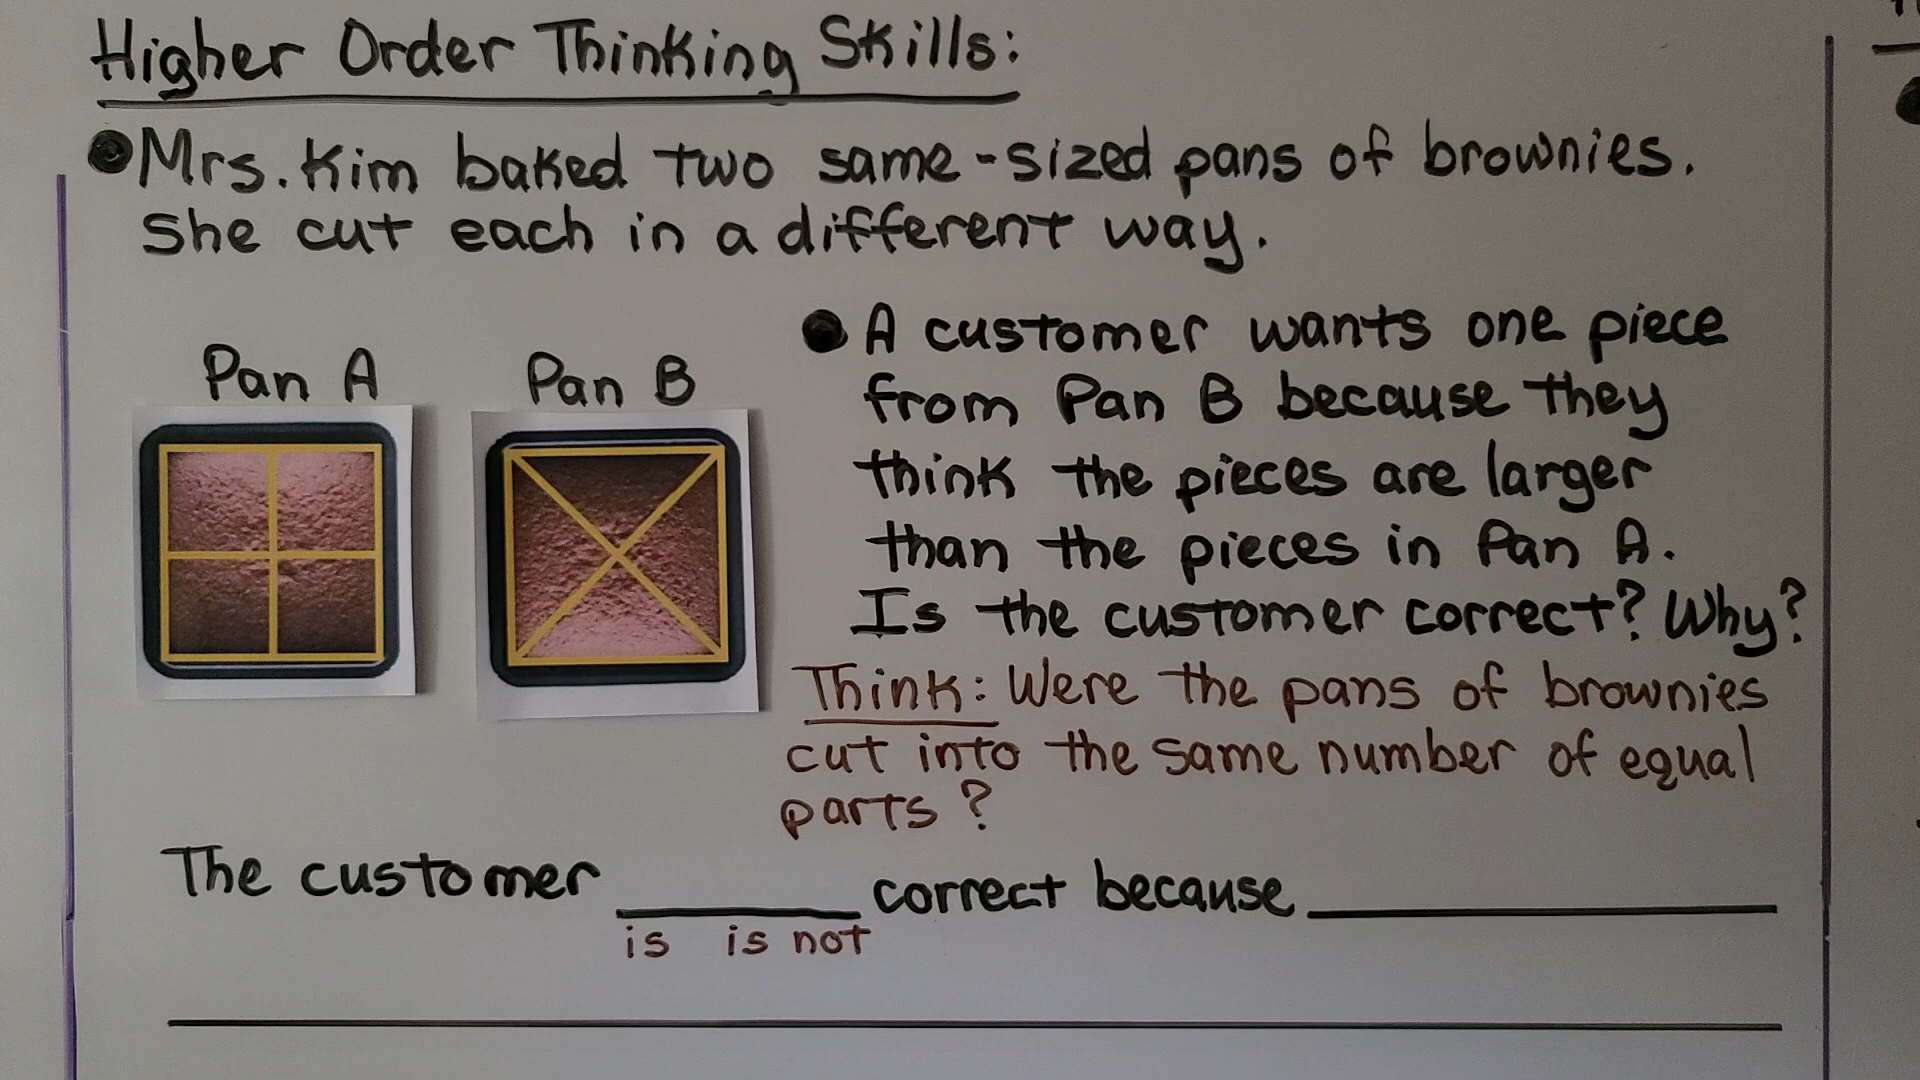 Higher Order Thinking Skills:
Mrs. Kim baked two same-sized pans of brownies.
She cut each in a different way.
Pan A
Pan B
A customer wants one piece
from Pan B because they
think the pieces are larger
than the pieces in Pan A.
Is the customer correct? Why?
Think: Were the pans of brownies
cut into the same number of equal
parts?
The customer ______ correct because ______
is is not